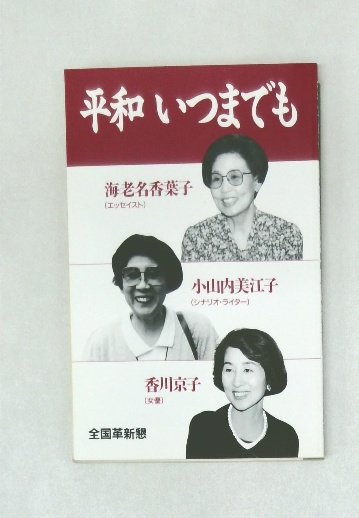 平和 いつまでも
海老名香葉子
(エッセイスト)
小山内美江子
(シナリオ・ライター)
香川京子
(女優)
全国革新懇